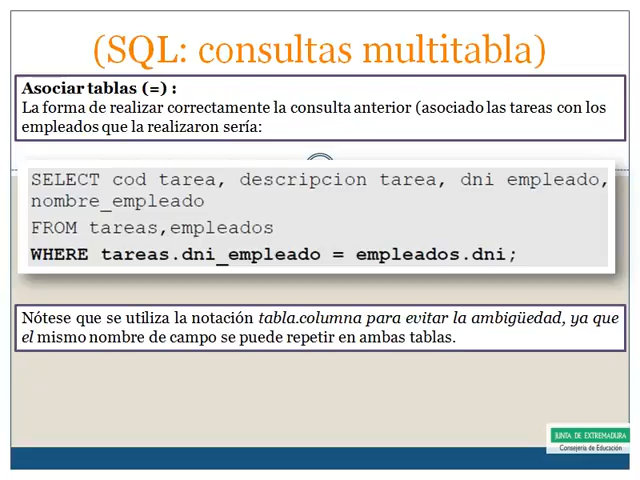 (SQL: consultas multitabla)
Asociar tablas (=) :
La forma de realizar correctamente la consulta anterior (asociado las tareas con los
empleados que la realizaron sería:
SELECT cod tarea, descripcion tarea, dni empleado,
nombre_empleado
FROM tareas,empleados
WHERE tareas.dni_empleado = empleados.dni;
Nótese que se utiliza la notación tabla.columna para evitar la ambigüedad, ya que
el mismo nombre de campo se puede repetir en ambas tablas.
JUNTA DE EXTREMADURA
Consejería de Educación